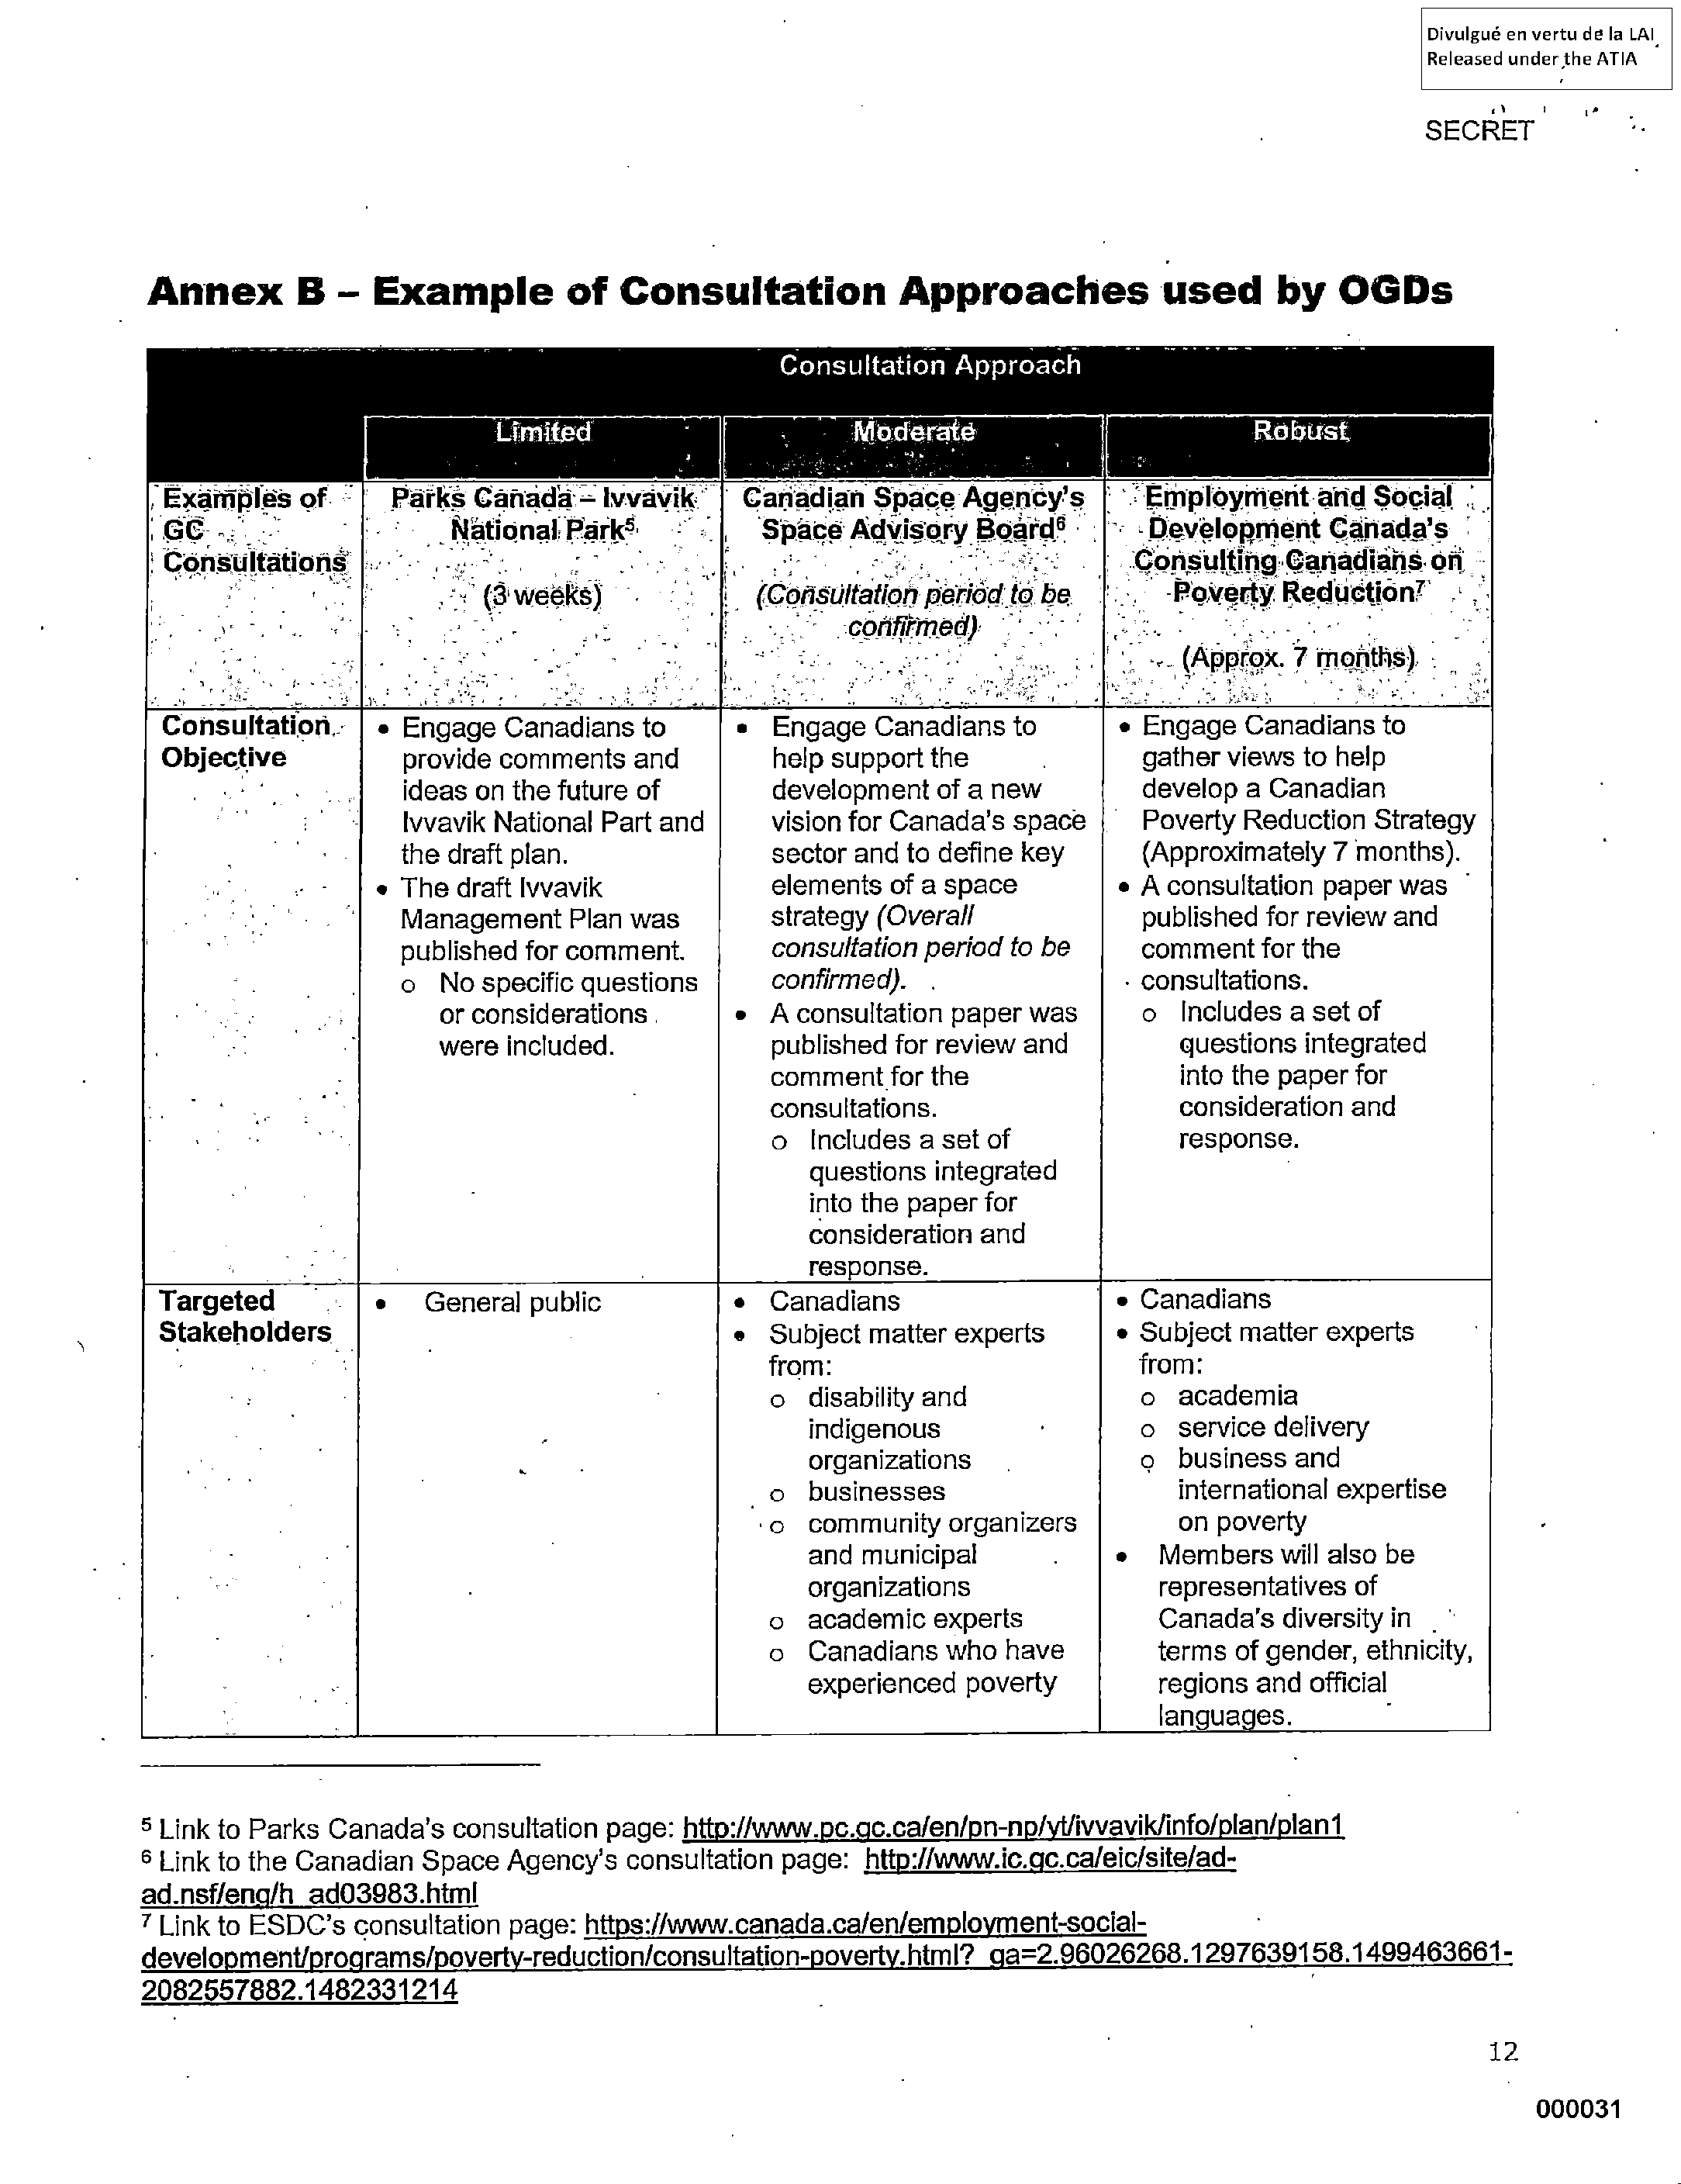 Divulgué en vertu de la LAI
Released under the ATIA
SECRET
Annex B – Example of Consultation Approaches used by OGDs
Consultation Approach
Limited
Moderate
Robust
Examples of
GC
Consultations
Parks Canada – Ivvavik
National Park5
(3 weeks)
Canadian Space Agency's
Space Advisory Board6
(Consultation period to be
confirmed)
Employment and Social
Development Canada's
Consulting Canadians on
Poverty Reduction7
(Approx. 7 months)
Consultation
Objective
• Engage Canadians to
provide comments and
ideas on the future of
Ivvavik National Part and
the draft plan.
• The draft Ivvavik
Management Plan was
published for comment.
o No specific questions
or considerations
were included.
• Engage Canadians to
help support the
development of a new
vision for Canada's space
sector and to define key
elements of a space
strategy (Overall
consultation period to be
confirmed).
• A consultation paper was
published for review and
comment for the
consultations.
o Includes a set of
questions integrated
into the paper for
consideration and
response.
• Engage Canadians to
gather views to help
develop a Canadian
Poverty Reduction Strategy
(Approximately 7 months).
• A consultation paper was
published for review and
comment for the
consultations.
o Includes a set of
questions integrated
into the paper for
consideration and
response.
Targeted
Stakeholders
• General public
• Canadians
• Subject matter experts
from:
o disability and
indigenous
organizations
o businesses
o community organizers
and municipal
organizations
o academic experts
o Canadians who have
experienced poverty
• Canadians
• Subject matter experts
from:
o academia
o service delivery
o business and
international expertise
on poverty
• Members will also be
representatives of
Canada's diversity in
terms of gender, ethnicity,
regions and official
languages.
5 Link to Parks Canada's consultation page: http://www.pc.gc.ca/en/pn-np/yt/ivvavik/info/plan/plan1
6 Link to the Canadian Space Agency's consultation page: http://www.ic.gc.ca/eic/site/ad-
ad.nsf/eng/h_ad03983.html
7 Link to ESDC's consultation page: https://www.canada.ca/en/employment-social-
development/programs/poverty-reduction/consultation-poverty.html?_ga=2.96026268.1297639158.1499463661-
2082557882.1482331214
12
000031